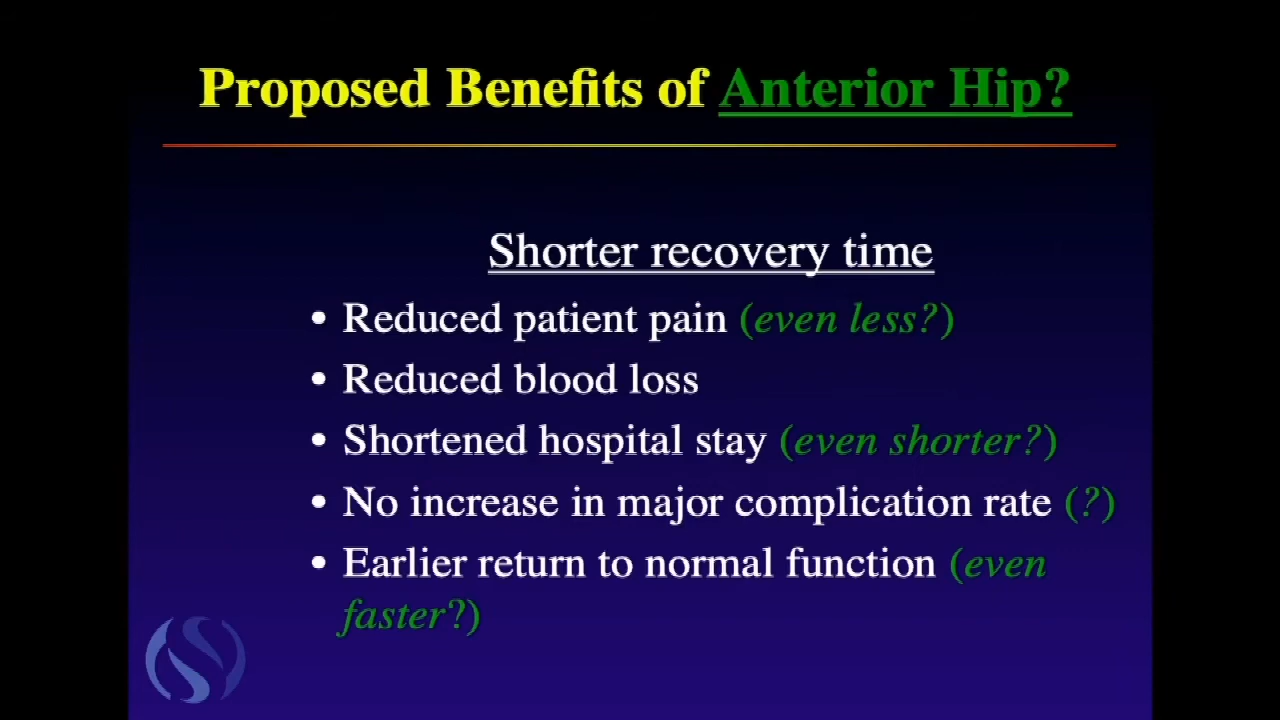 Proposed Benefits of Anterior Hip?
Shorter recovery time
• Reduced patient pain (even less?)
• Reduced blood loss
• Shortened hospital stay (even shorter?)
• No increase in major complication rate (?)
• Earlier return to normal function (even
faster?)